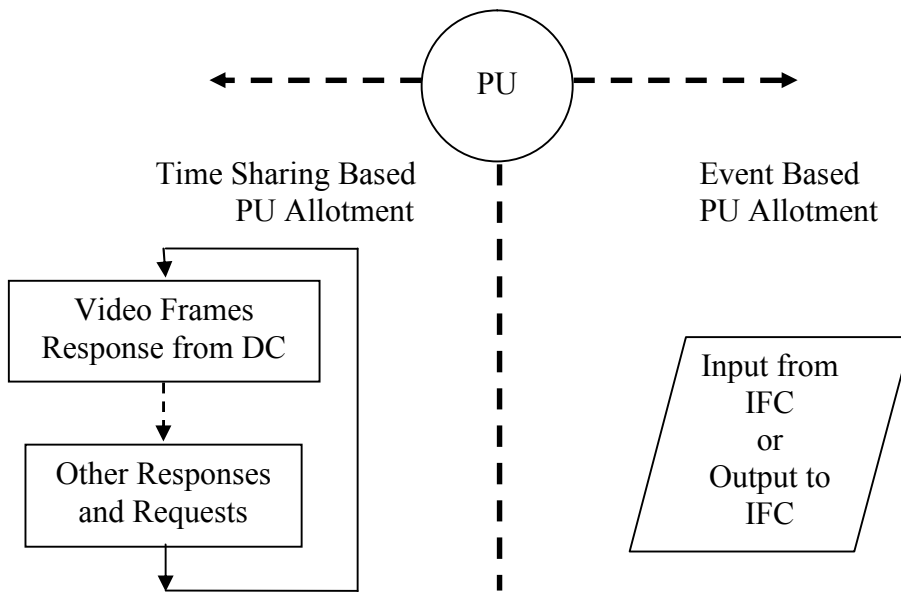 PU
Time Sharing Based
PU Allotment
Event Based
PU Allotment
Video Frames
Response from DC
Other Responses
and Requests
Input from
IFC
or
Output to
IFC